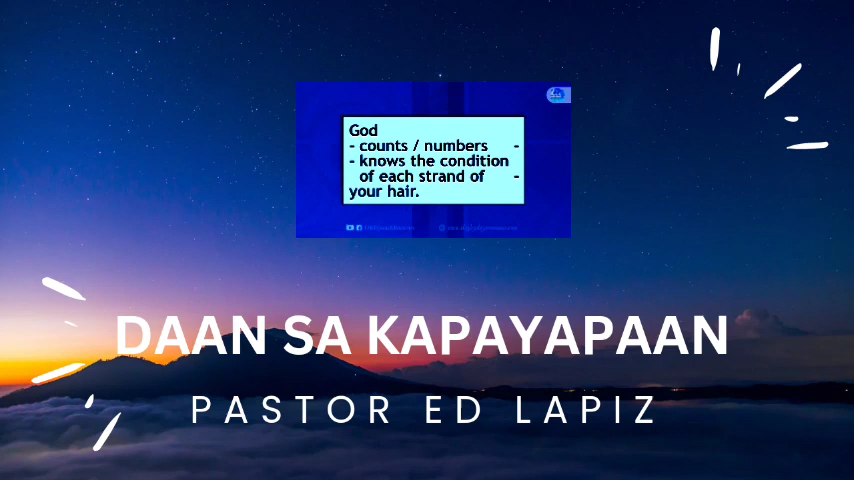 God
- counts / numbers -
- knows the condition
of each strand of -
your hair.
DAAN SA KAPAYAPAAN
PASTOR ED LAPIZ